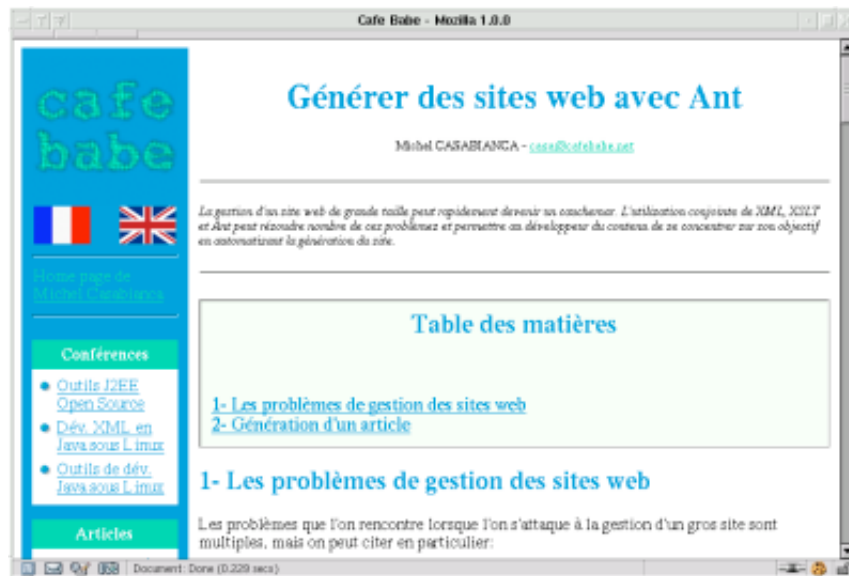 Cafe Babe - Mozilla 1.0.0
cafe
babe
Home page de
Michel Casabianca
Conférences
Outils J2EE
Open Source
Dév. XML en
Java sous Linux
Outils de dév.
Java sous Linux
Articles
Générer des sites web avec Ant
Michel CASABIANCA - casa@cafebabe.net
La gestion d'un site web de grande taille peut rapidement devenir un cauchemar. L'utilisation conjointe de XML, XSLT
et Ant peut résoudre nombre de ces problèmes et permettre au développeur du contenu de se concentrer sur son objectif
en automatisant la génération du site.
Table des matières
1- Les problèmes de gestion des sites web
2- Génération d'un article
1- Les problèmes de gestion des sites web
Les problèmes que l'on rencontre lorsque l'on s'attaque à la gestion d'un gros site sont
multiples, mais on peut citer en particulier:
Document: Done (0.229 secs)